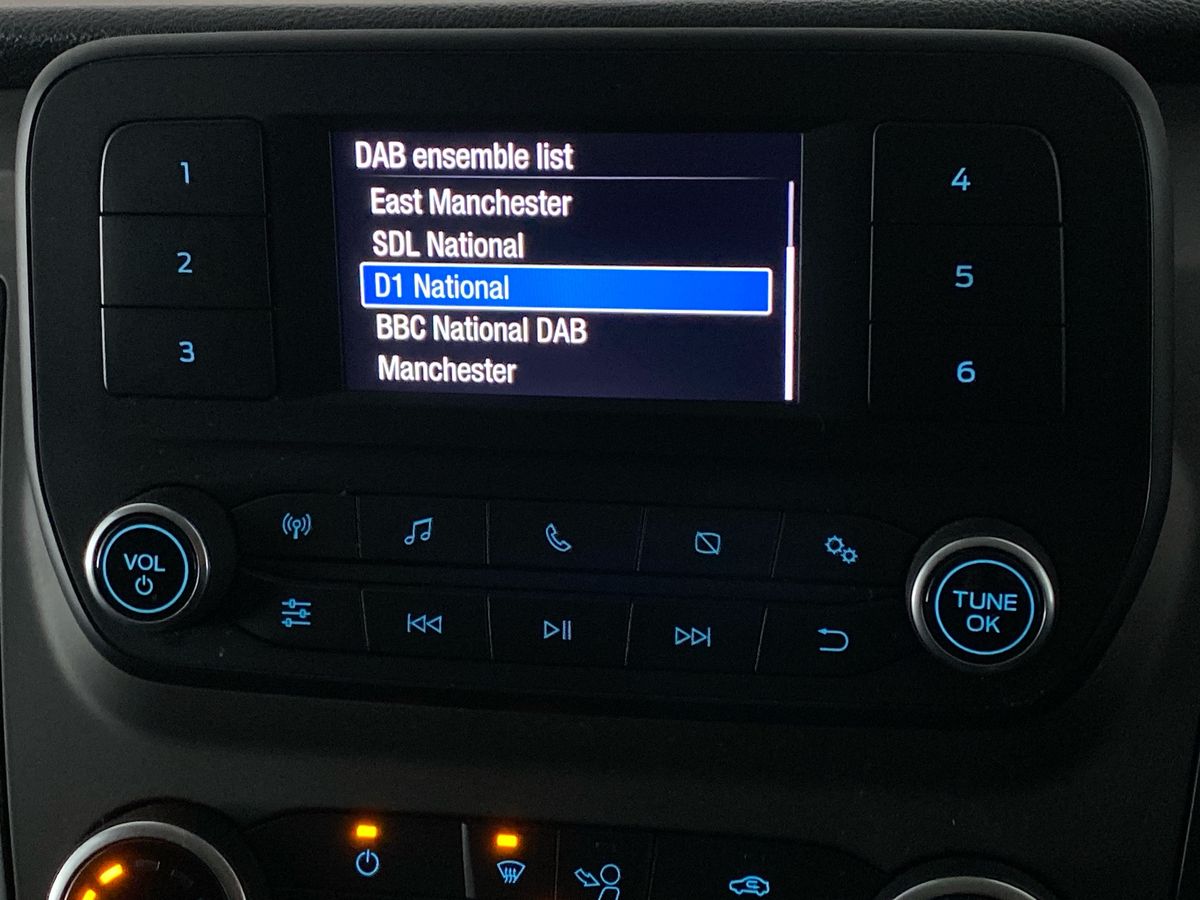 DAB ensemble list
East Manchester
SDL National
D1 National
BBC National DAB
Manchester
1
2
3
4
5
6
VOL
TUNE
OK